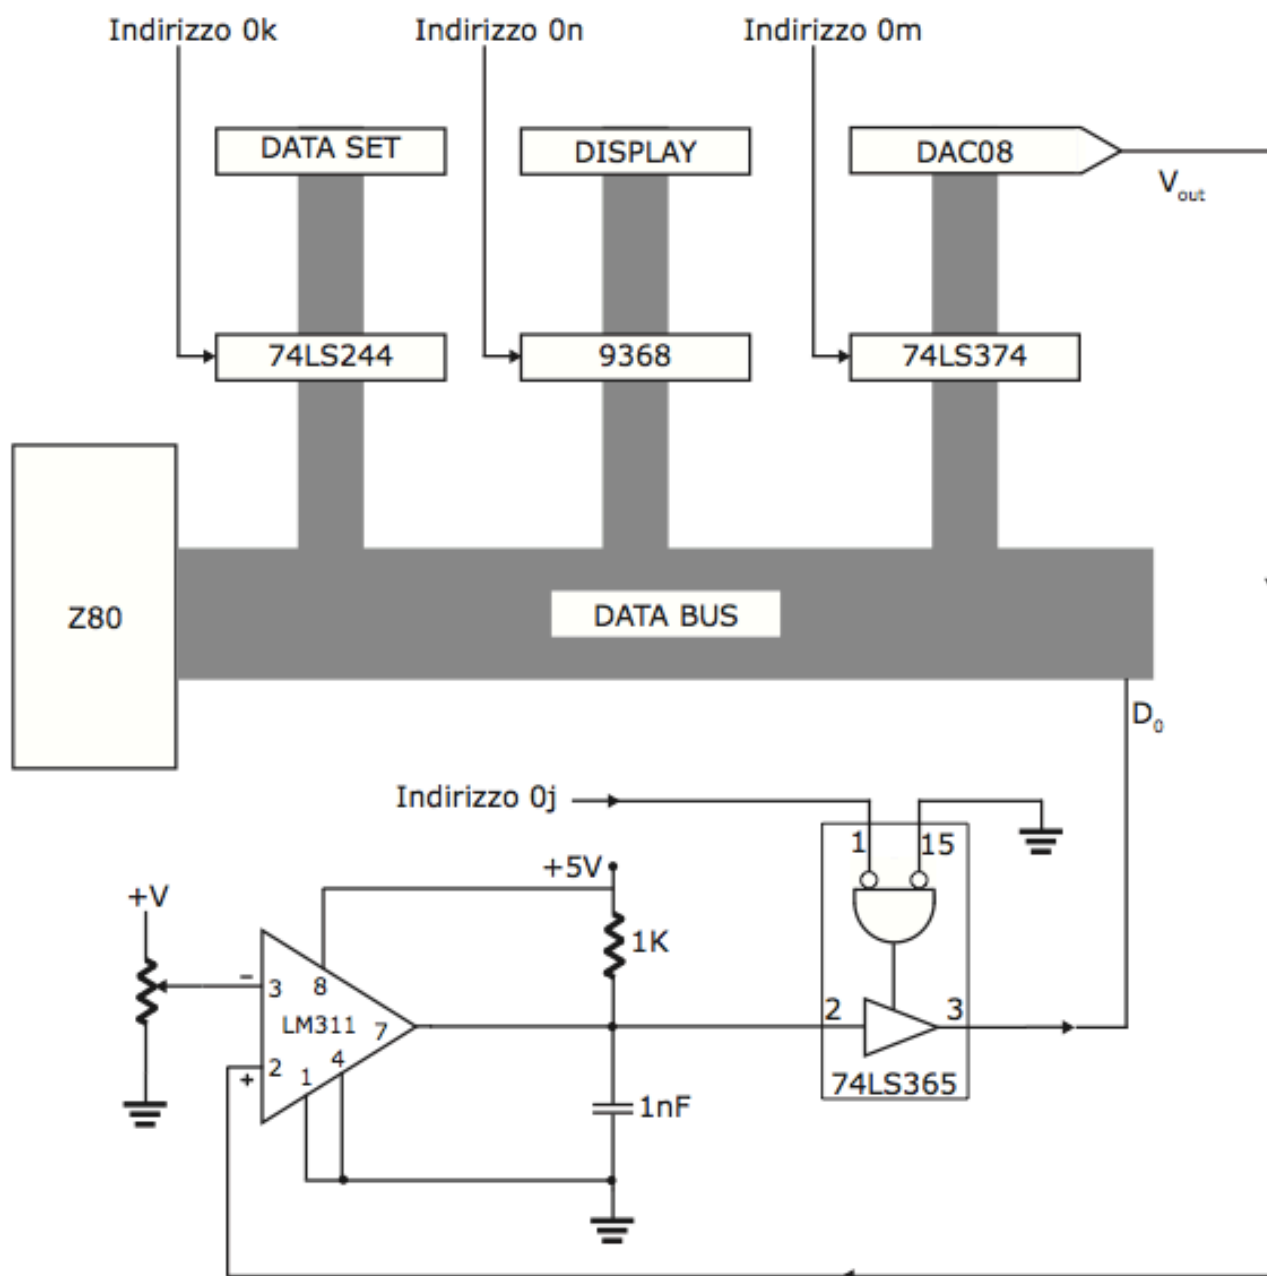 Indirizzo 0k
Indirizzo 0n
Indirizzo 0m
DATA SET
DISPLAY
DAC08
Vout
74LS244
9368
74LS374
Z80
DATA BUS
D0
Indirizzo 0j
1
15
+5V
+V
1K
-
3
8
LM311
7
2
3
2
4
+
1
74LS365
1nF